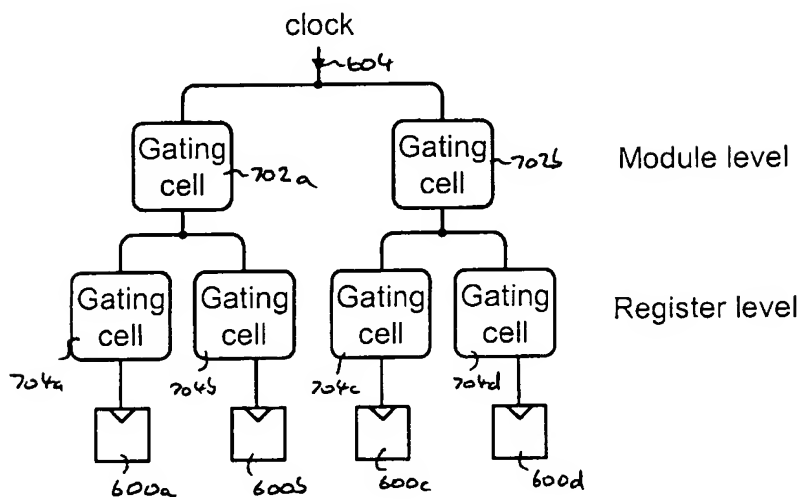 clock
604
Gating
cell
702a
Gating
cell
702b
Module level
Gating
cell
Gating
cell
Gating
cell
Gating
cell
Register level
704a
704b
704c
704d
600a
600b
600c
600d